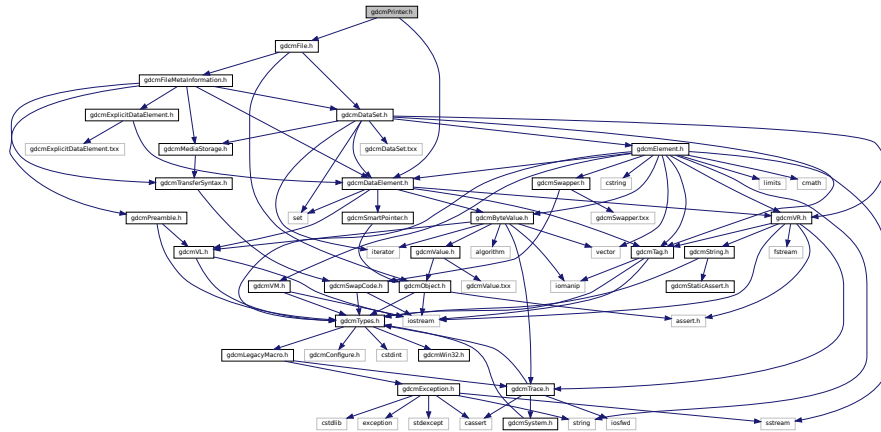 gdcmPrinter.h
gdcmFile.h
gdcmFileMetaInformation.h
gdcmExplicitDataElement.h
gdcmDataSet.h
gdcmExplicitDataElement.txx
gdcmMediaStorage.h
gdcmDataSet.txx
gdcmElement.h
gdcmTransferSyntax.h
gdcmDataElement.h
gdcmSwapper.h
cstring
limits
cmath
gdcmPreamble.h
set
gdcmSmartPointer.h
gdcmByteValue.h
gdcmSwapper.txx
gdcmVR.h
gdcmVL.h
iterator
gdcmValue.h
algorithm
vector
gdcmTag.h
gdcmString.h
fstream
gdcmVM.h
gdcmSwapCode.h
gdcmObject.h
gdcmValue.txx
iomanip
gdcmStaticAssert.h
gdcmTypes.h
iostream
assert.h
gdcmLegacyMacro.h
gdcmConfigure.h
cstdint
gdcmWin32.h
gdcmException.h
gdcmTrace.h
cstdlib
exception
stdexcept
cassert
gdcmSystem.h
string
iosfwd
sstream